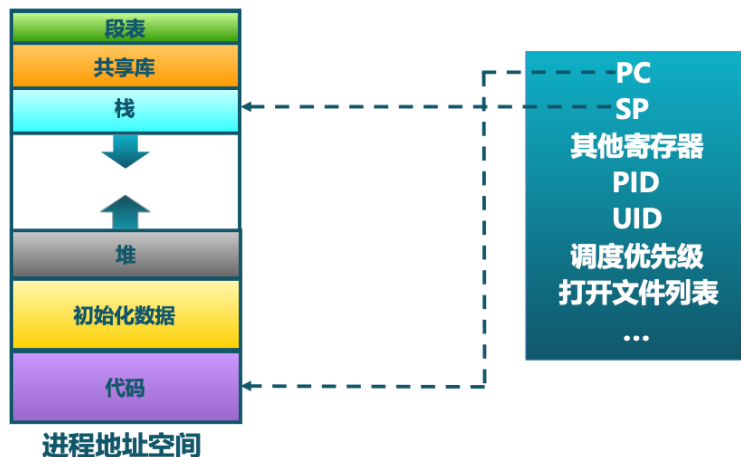 段表
共享库
栈
堆
初始化数据
代码
进程地址空间
PC
SP
其他寄存器
PID
UID
调度优先级
打开文件列表
...